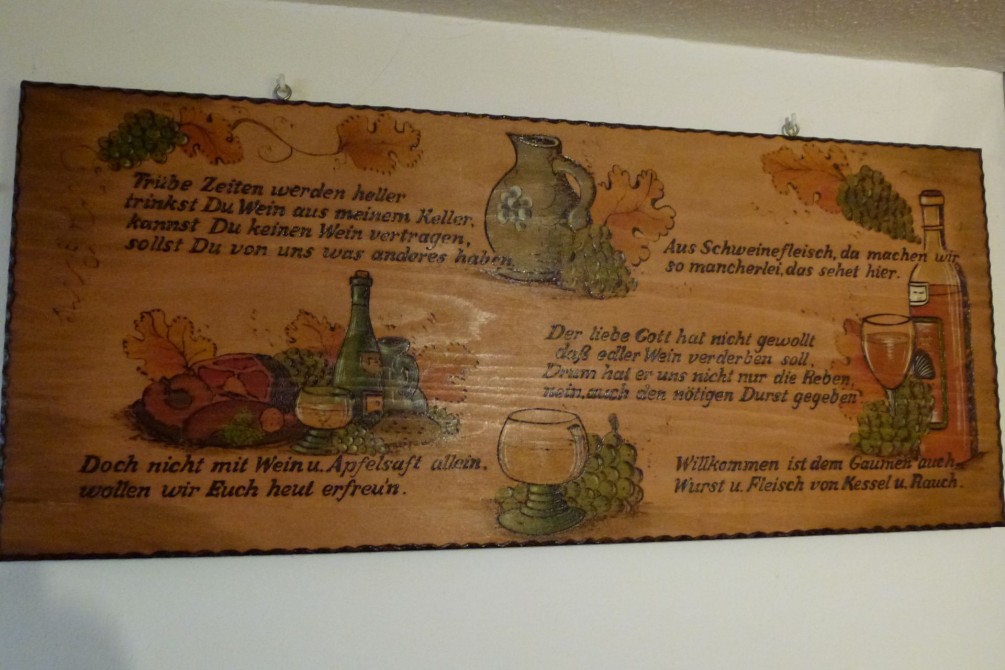 Trübe Zeiten werden heller
trinkst Du Wein aus meinem Keller,
kannst Du keinen Wein vertragen,
sollst Du von uns was anderes haben.
Aus Schweinefleisch, da machen wir
so mancherlei, das sehet hier.
Der liebe Gott hat nicht gewollt
daß edler Wein verderben soll,
Drum hat er uns nicht nur die Reben,
nein, auch den nötigen Durst gegeben
Doch nicht mit Wein u. Apfelsaft allein,
wollen wir Euch heut erfreu'n.
Willkommen ist dem Gaumen auch,
Wurst u. Fleisch von Kessel u. Rauch.